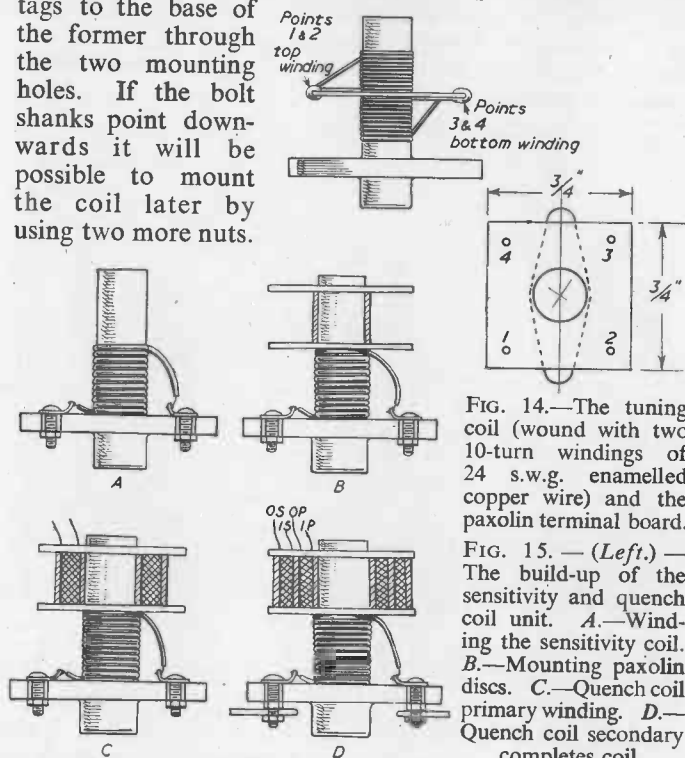 tags to the base of
the former through
the two mounting
holes. If the bolt
shanks point down-
wards it will be
possible to mount
the coil later by
using two more nuts.
Points
1 & 2
top
winding
Points
3 & 4
bottom winding
3/4"
4
3
3/4"
1
2
FIG. 14.—The tuning
coil (wound with two
10-turn windings of
24 s.w.g. enamelled
copper wire) and the
paxolin terminal board.
A
B
OS OP
IS IP
C
D
FIG. 15. — (Left.) —
The build-up of the
sensitivity and quench
coil unit. A.—Wind-
ing the sensitivity coil.
B.—Mounting paxolin
discs. C.—Quench coil
primary winding. D.—
Quench coil secondary
completes coil.